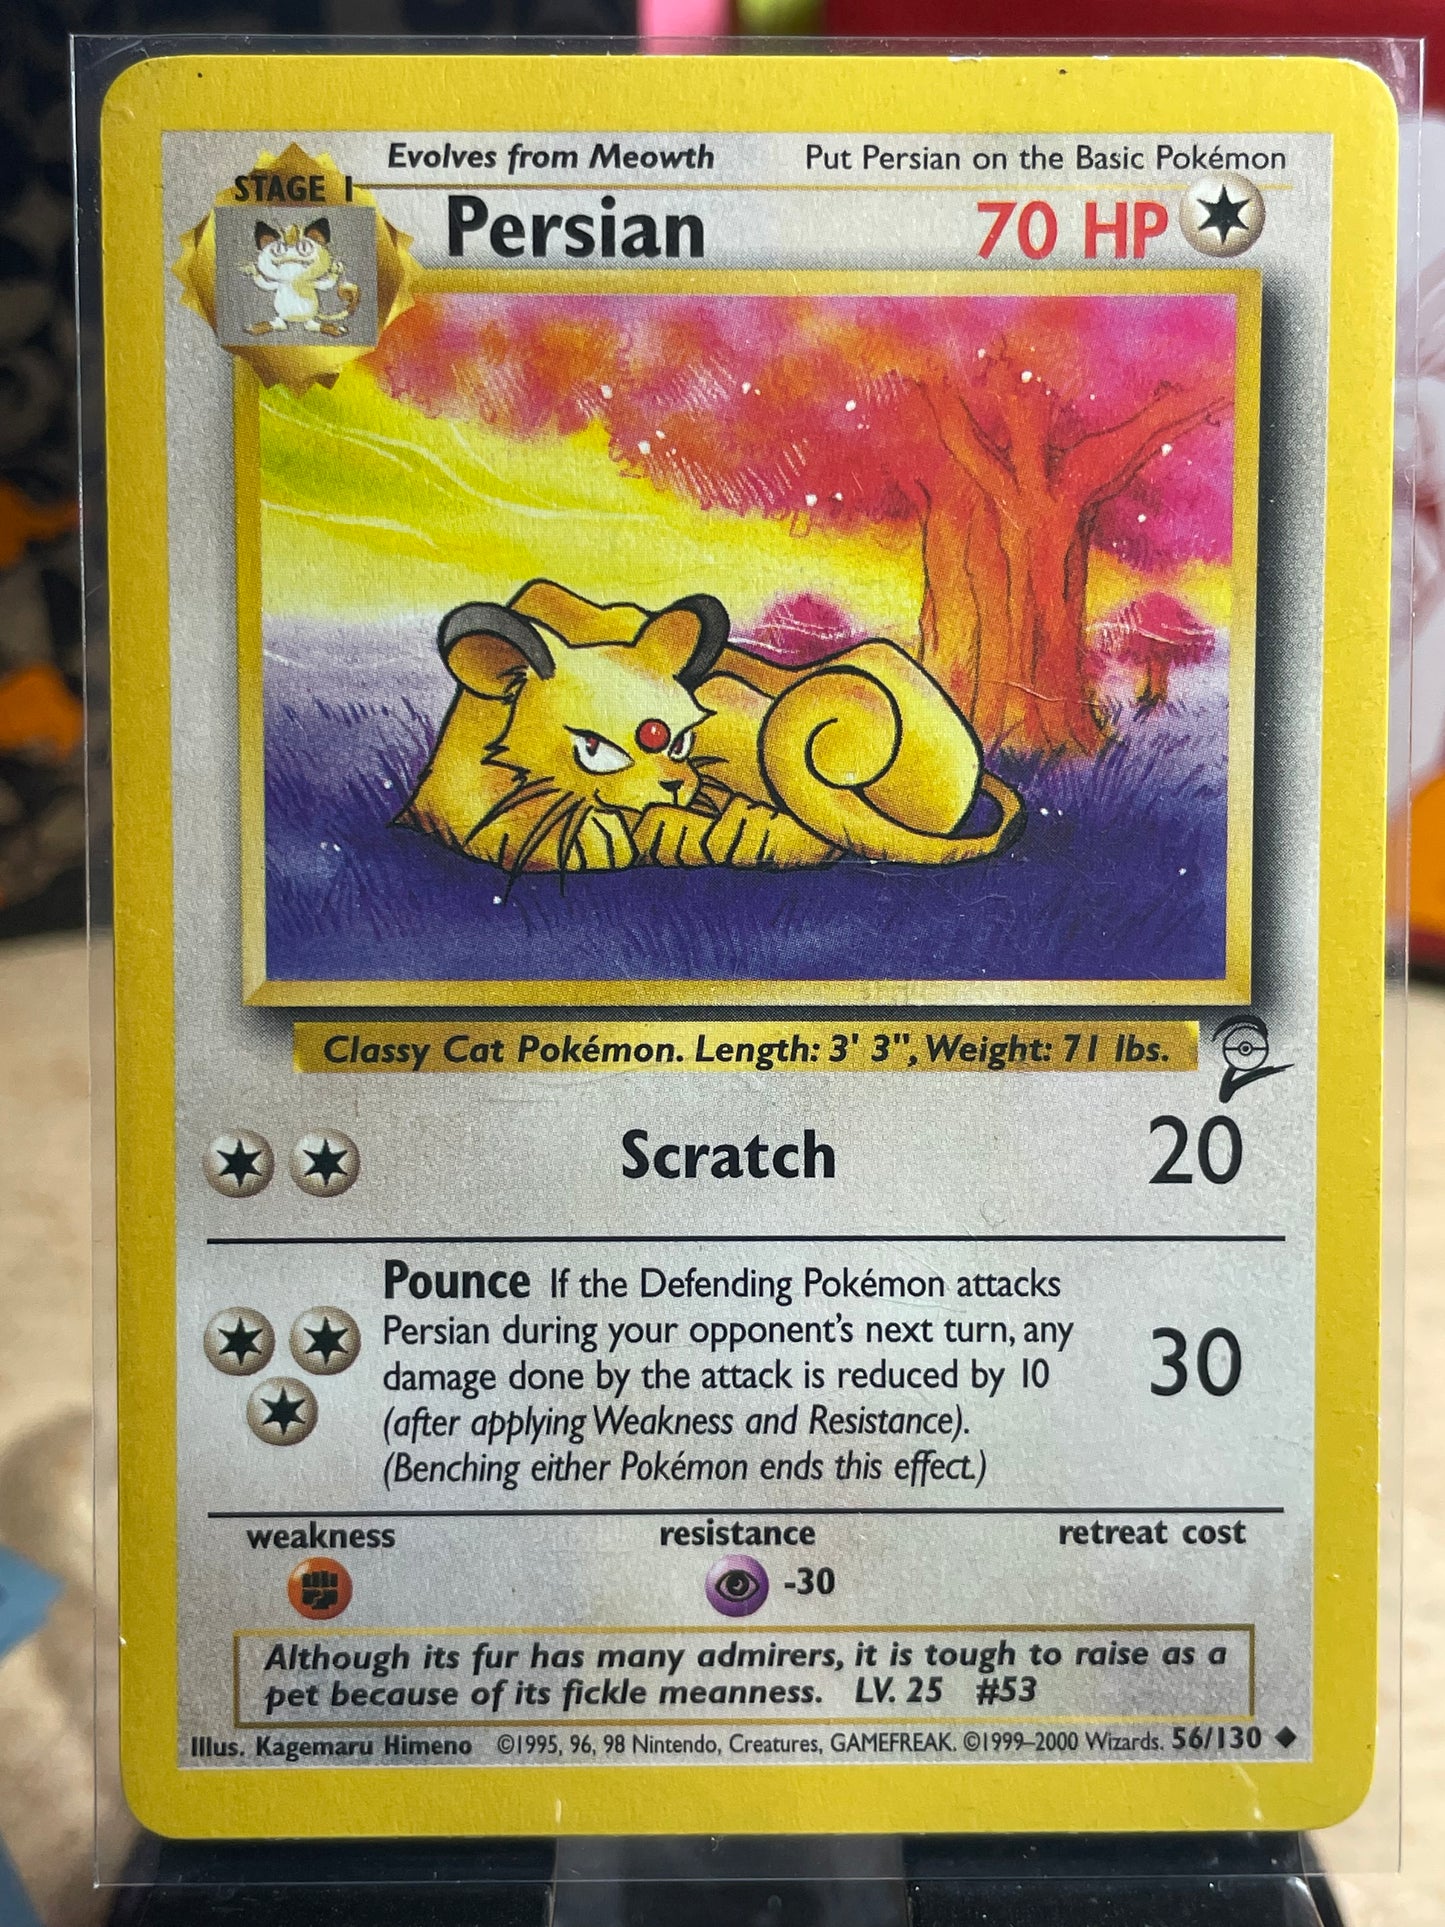 Evolves from Meowth Put Persian on the Basic Pokémon
STAGE 1
Persian 70 HP
Classy Cat Pokémon. Length: 3' 3", Weight: 71 lbs.
Scratch 20
Pounce If the Defending Pokémon attacks
Persian during your opponent's next turn, any
damage done by the attack is reduced by 10
(after applying Weakness and Resistance).
(Benching either Pokémon ends this effect.)
30
weakness resistance retreat cost
-30
Although its fur has many admirers, it is tough to raise as a
pet because of its fickle meanness. LV. 25 #53
Illus. Kagemaru Himeno ©1995, 96, 98 Nintendo, Creatures, GAMEFREAK. ©1999–2000 Wizards. 56/130 ◆